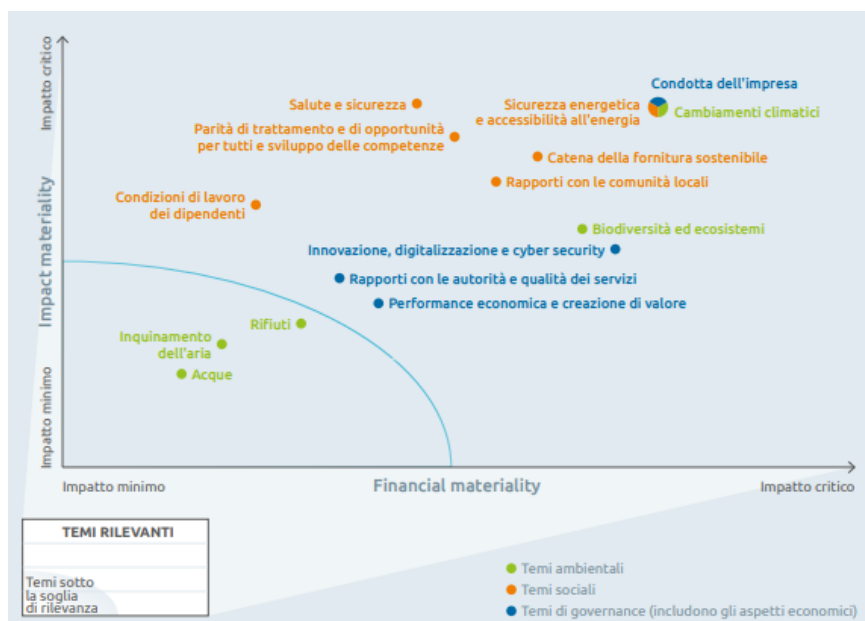 Impatto critico
Impact materiality
Impatto minimo
Condotta dell'impresa
Salute e sicurezza
Sicurezza energetica
e accessibilità all'energia
Cambiamenti climatici
Parità di trattamento e di opportunità
per tutti e sviluppo delle competenze
Catena della fornitura sostenibile
Rapporti con le comunità locali
Condizioni di lavoro
dei dipendenti
Biodiversità ed ecosistemi
Innovazione, digitalizzazione e cyber security
Rapporti con le autorità e qualità dei servizi
Performance economica e creazione di valore
Rifiuti
Inquinamento
dell'aria
Acque
Impatto minimo
Financial materiality
Impatto critico
TEMI RILEVANTI
Temi sotto
la soglia
di rilevanza
Temi ambientali
Temi sociali
Temi di governance (includono gli aspetti economici)